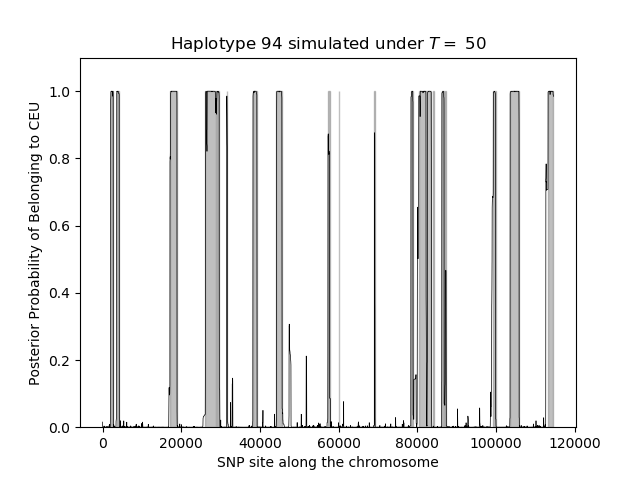 Haplotype 94 simulated under T = 50
Posterior Probability of Belonging to CEU
1.0
0.8
0.6
0.4
0.2
0.0
0 20000 40000 60000 80000 100000 120000
SNP site along the chromosome